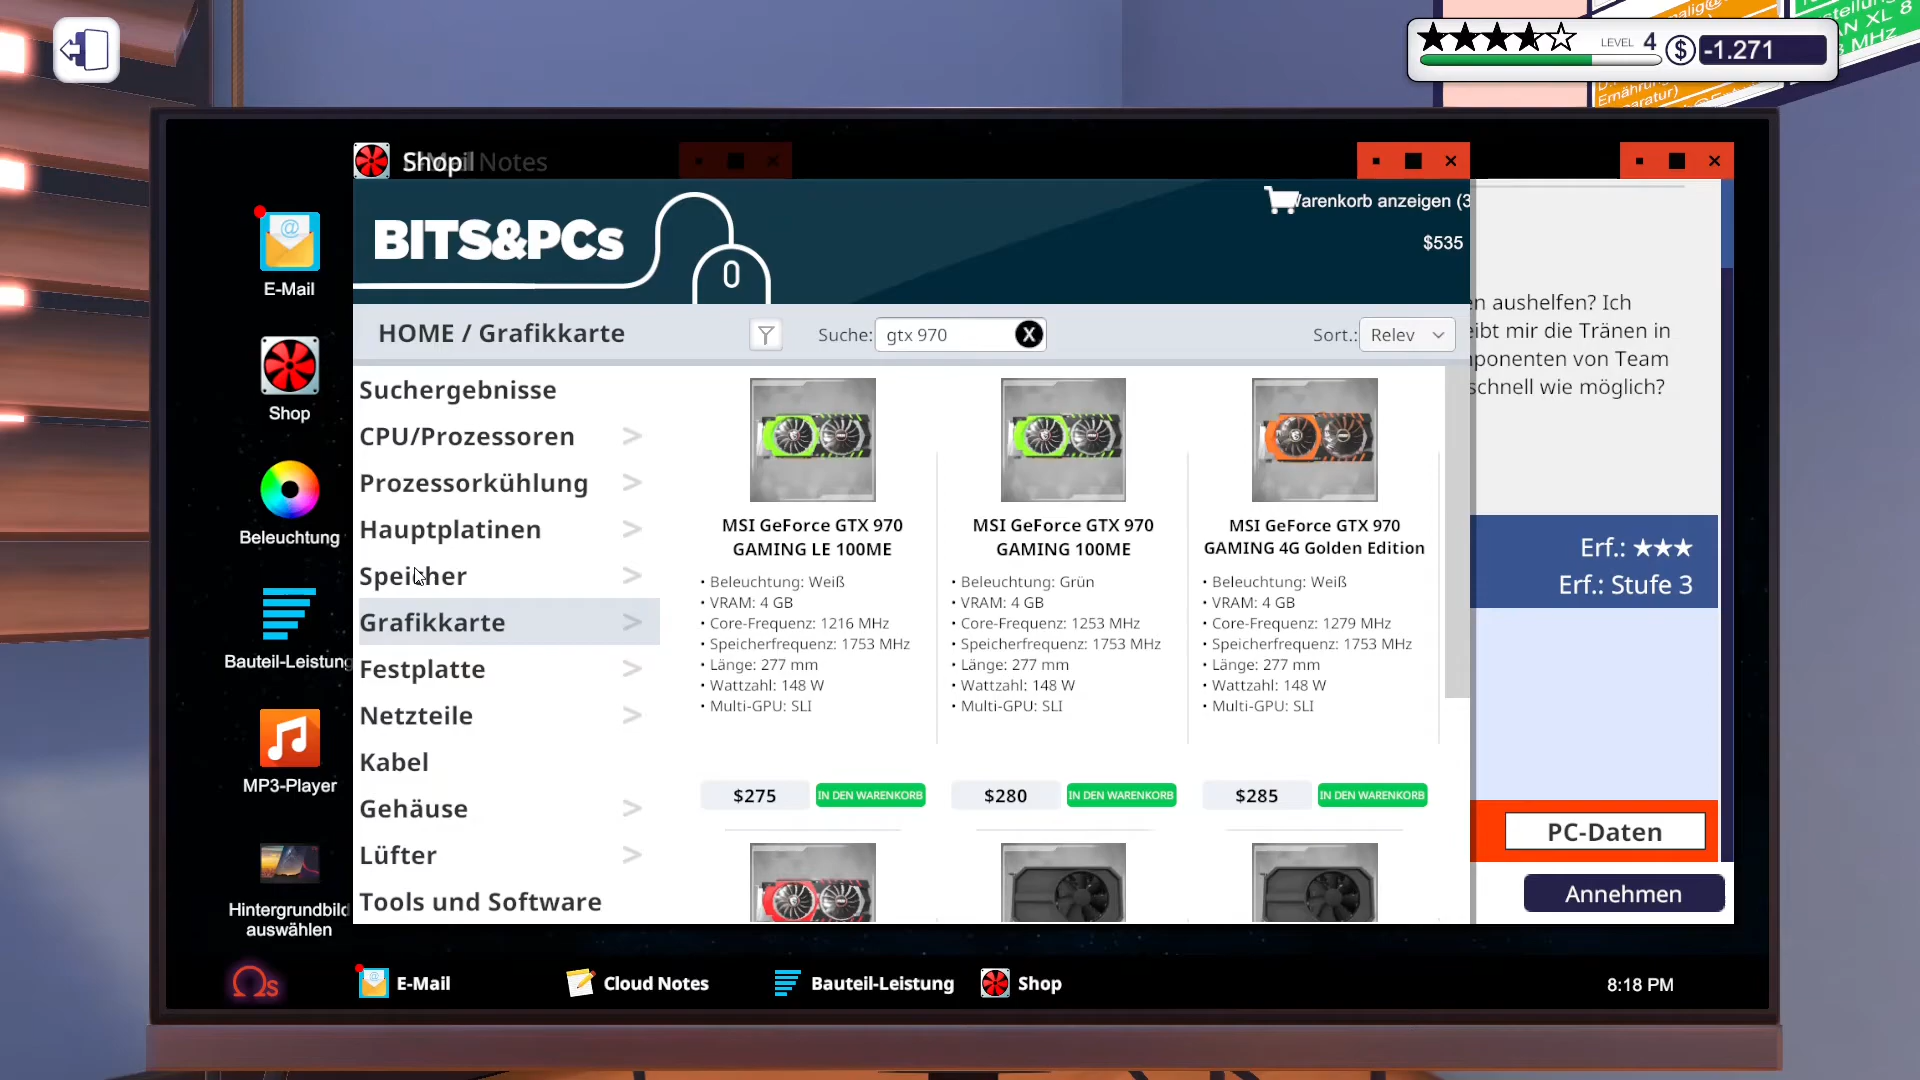 LEVEL 4
-1.271
Shop
Notes
E-Mail
Shop
Beleuchtung
Bauteil-Leistung
MP3-Player
Hintergrundbild
auswählen
BITS&PCs
Warenkorb anzeigen (3
$535
HOME / Grafikkarte
Suche:
gtx 970
X
Sort.:
Relev
Suchergebnisse
CPU/Prozessoren
Prozessorkühlung
Hauptplatinen
Speicher
Grafikkarte
Festplatte
Netzteile
Kabel
Gehäuse
Lüfter
Tools und Software
MSI GeForce GTX 970
GAMING LE 100ME
• Beleuchtung: Weiß
• VRAM: 4 GB
• Core-Frequenz: 1216 MHz
• Speicherfrequenz: 1753 MHz
• Länge: 277 mm
• Wattzahl: 148 W
• Multi-GPU: SLI
$275
IN DEN WARENKORB
MSI GeForce GTX 970
GAMING 100ME
• Beleuchtung: Grün
• VRAM: 4 GB
• Core-Frequenz: 1253 MHz
• Speicherfrequenz: 1753 MHz
• Länge: 277 mm
• Wattzahl: 148 W
• Multi-GPU: SLI
$280
IN DEN WARENKORB
MSI GeForce GTX 970
GAMING 4G Golden Edition
• Beleuchtung: Weiß
• VRAM: 4 GB
• Core-Frequenz: 1279 MHz
• Speicherfrequenz: 1753 MHz
• Länge: 277 mm
• Wattzahl: 148 W
• Multi-GPU: SLI
$285
IN DEN WARENKORB
en aushelfen? Ich
eibt mir die Tränen in
ponenten von Team
schnell wie möglich?
Erf.: ★★★
Erf.: Stufe 3
PC-Daten
Annehmen
Ωs
E-Mail
Cloud Notes
Bauteil-Leistung
Shop
8:18 PM